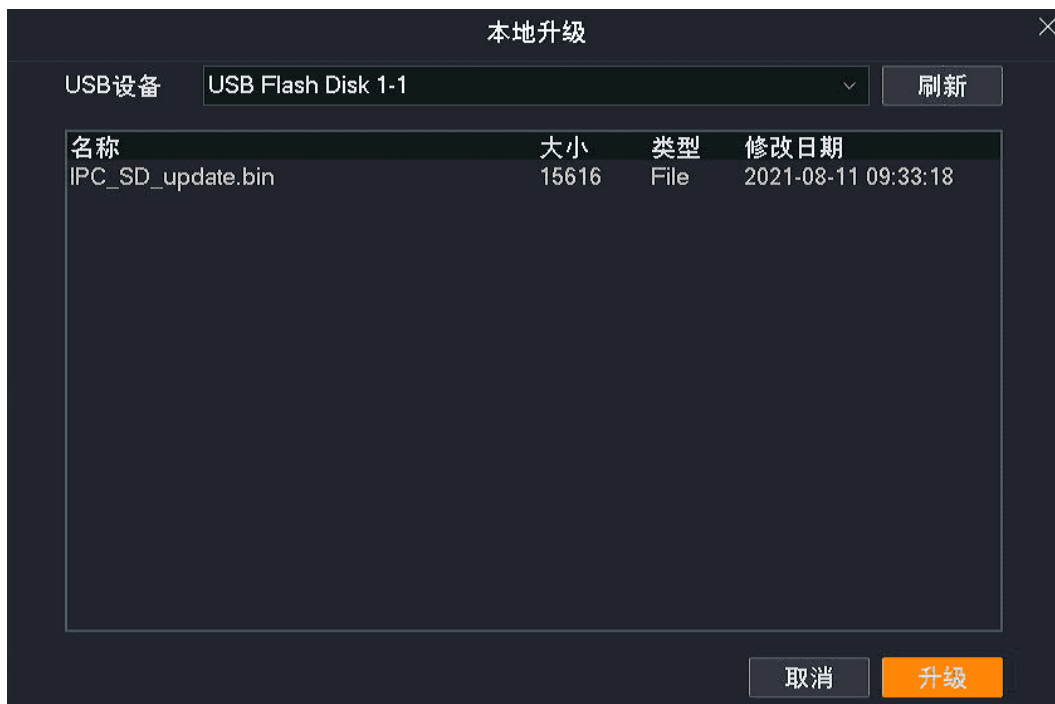 本地升级
USB设备 USB Flash Disk 1-1 刷新
名称 大小 类型 修改日期
IPC_SD_update.bin 15616 File 2021-08-11 09:33:18
取消 升级